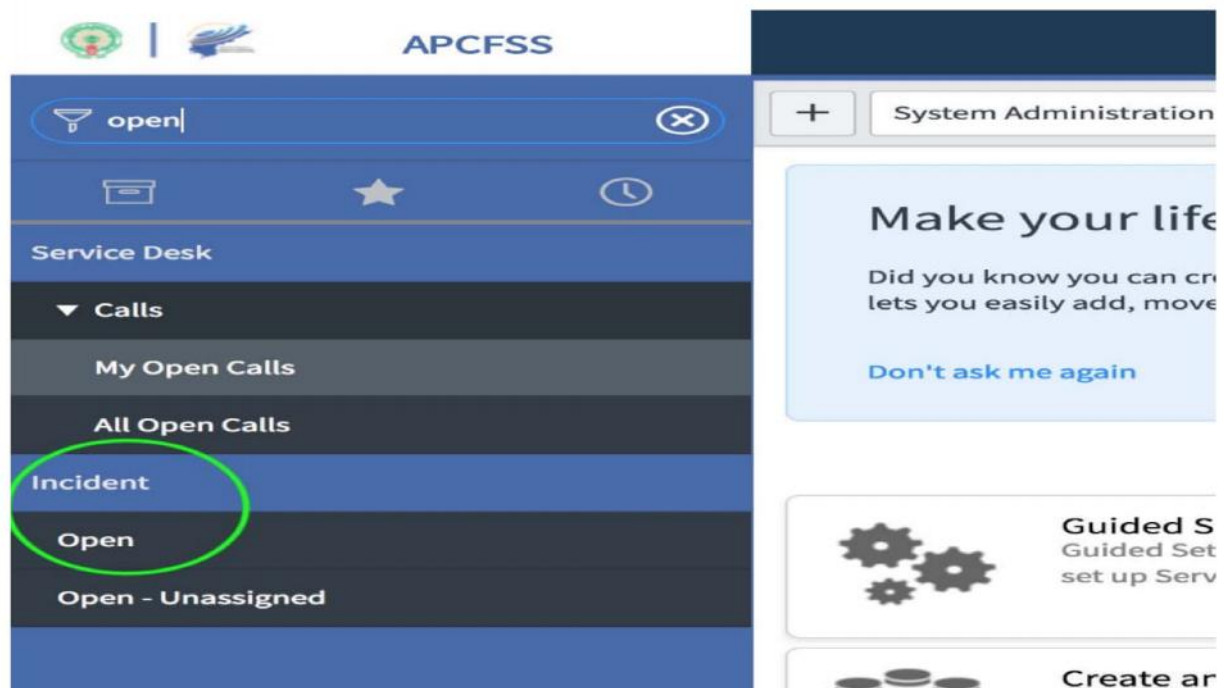 APCFSS
open
System Administration
Make your life
Did you know you can cr
lets you easily add, move
Don't ask me again
Service Desk
Calls
My Open Calls
All Open Calls
Incident
Open
Open - Unassigned
Guided S
Guided Set
set up Serv
Create an